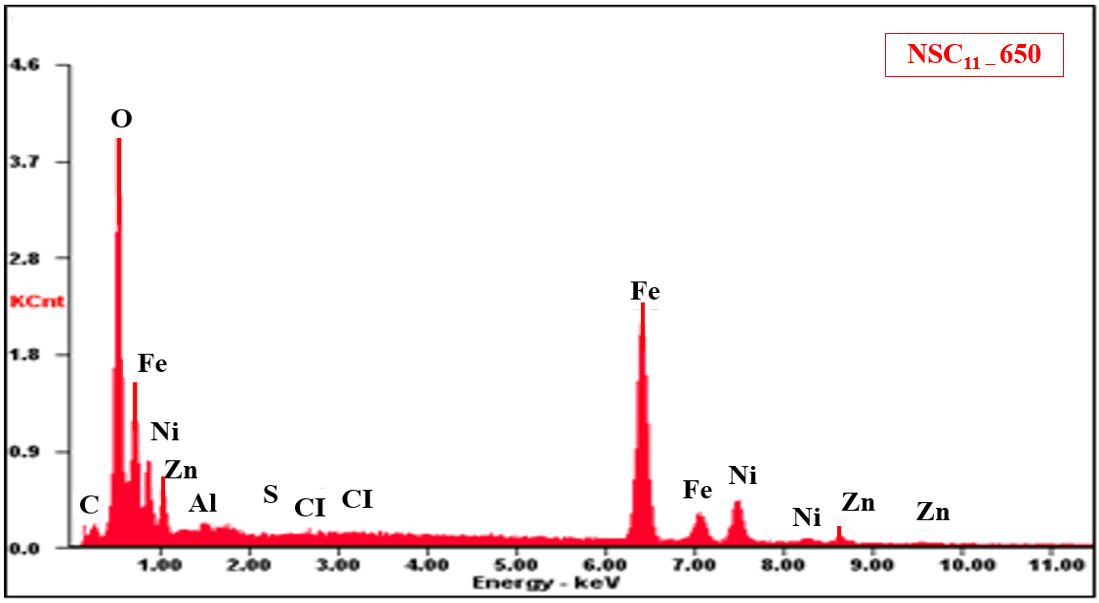 NSC11 – 650
4.6
O
3.7
2.8
KCnt
Fe
1.8
Fe
Ni
0.9
Zn
Ni
C
Al
S
CI
CI
Fe
Ni
Zn
Zn
0.0
1.00
2.00
3.00
4.00
5.00
6.00
7.00
8.00
9.00
10.00
11.00
Energy - keV